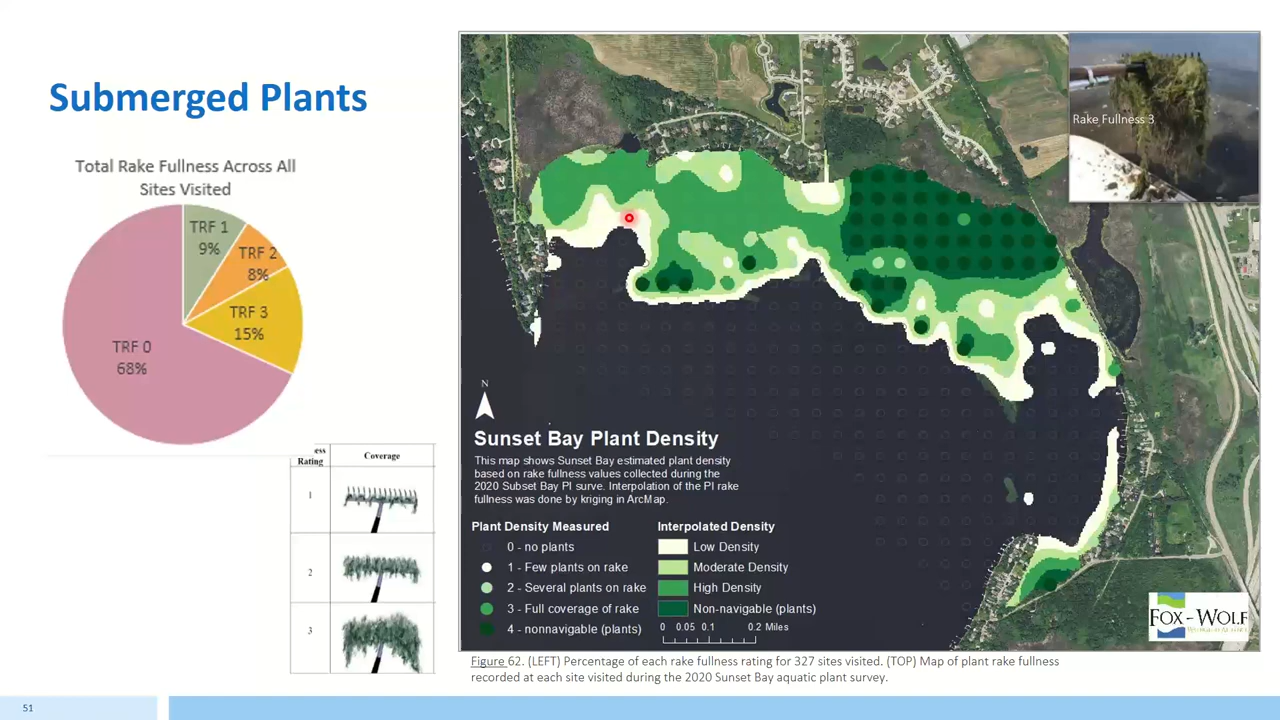 Submerged Plants
Total Rake Fullness Across All
Sites Visited
TRF 1
9%
TRF 2
8%
TRF 3
15%
TRF 0
68%
ess
Rating
Coverage
1
2
3
Rake Fullness 3
N
Sunset Bay Plant Density
This map shows Sunset Bay estimated plant density
based on rake fullness values collected during the
2020 Subset Bay PI surve. Interpolation of the PI rake
fullness was done by kriging in ArcMap.
Plant Density Measured
0 - no plants
1 - Few plants on rake
2 - Several plants on rake
3 - Full coverage of rake
4 - nonnavigable (plants)
Interpolated Density
Low Density
Moderate Density
High Density
Non-navigable (plants)
0 0.05 0.1 0.2 Miles
FOX-WOLF
Figure 62. (LEFT) Percentage of each rake fullness rating for 327 sites visited. (TOP) Map of plant rake fullness
recorded at each site visited during the 2020 Sunset Bay aquatic plant survey.
51